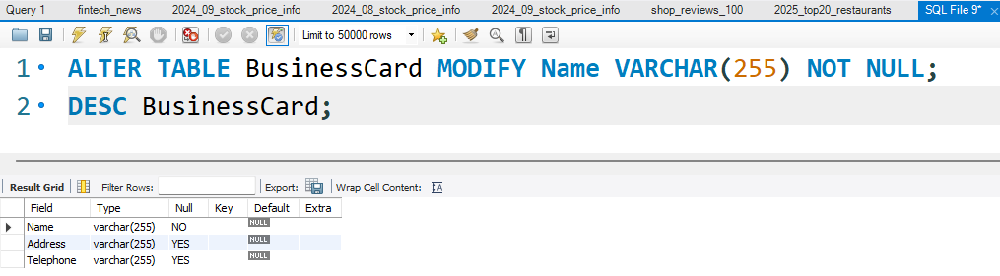 Query 1 fintech_news 2024_09_stock_price_info 2024_08_stock_price_info 2024_09_stock_price_info shop_reviews_100 2025_top20_restaurants SQL File 9*
Limit to 50000 rows
1 ALTER TABLE BusinessCard MODIFY Name VARCHAR(255) NOT NULL;
2 DESC BusinessCard;
Result Grid Filter Rows: Export: Wrap Cell Content: IA
Field Type Null Key Default Extra
Name varchar(255) NO NULL
Address varchar(255) YES NULL
Telephone varchar(255) YES NULL